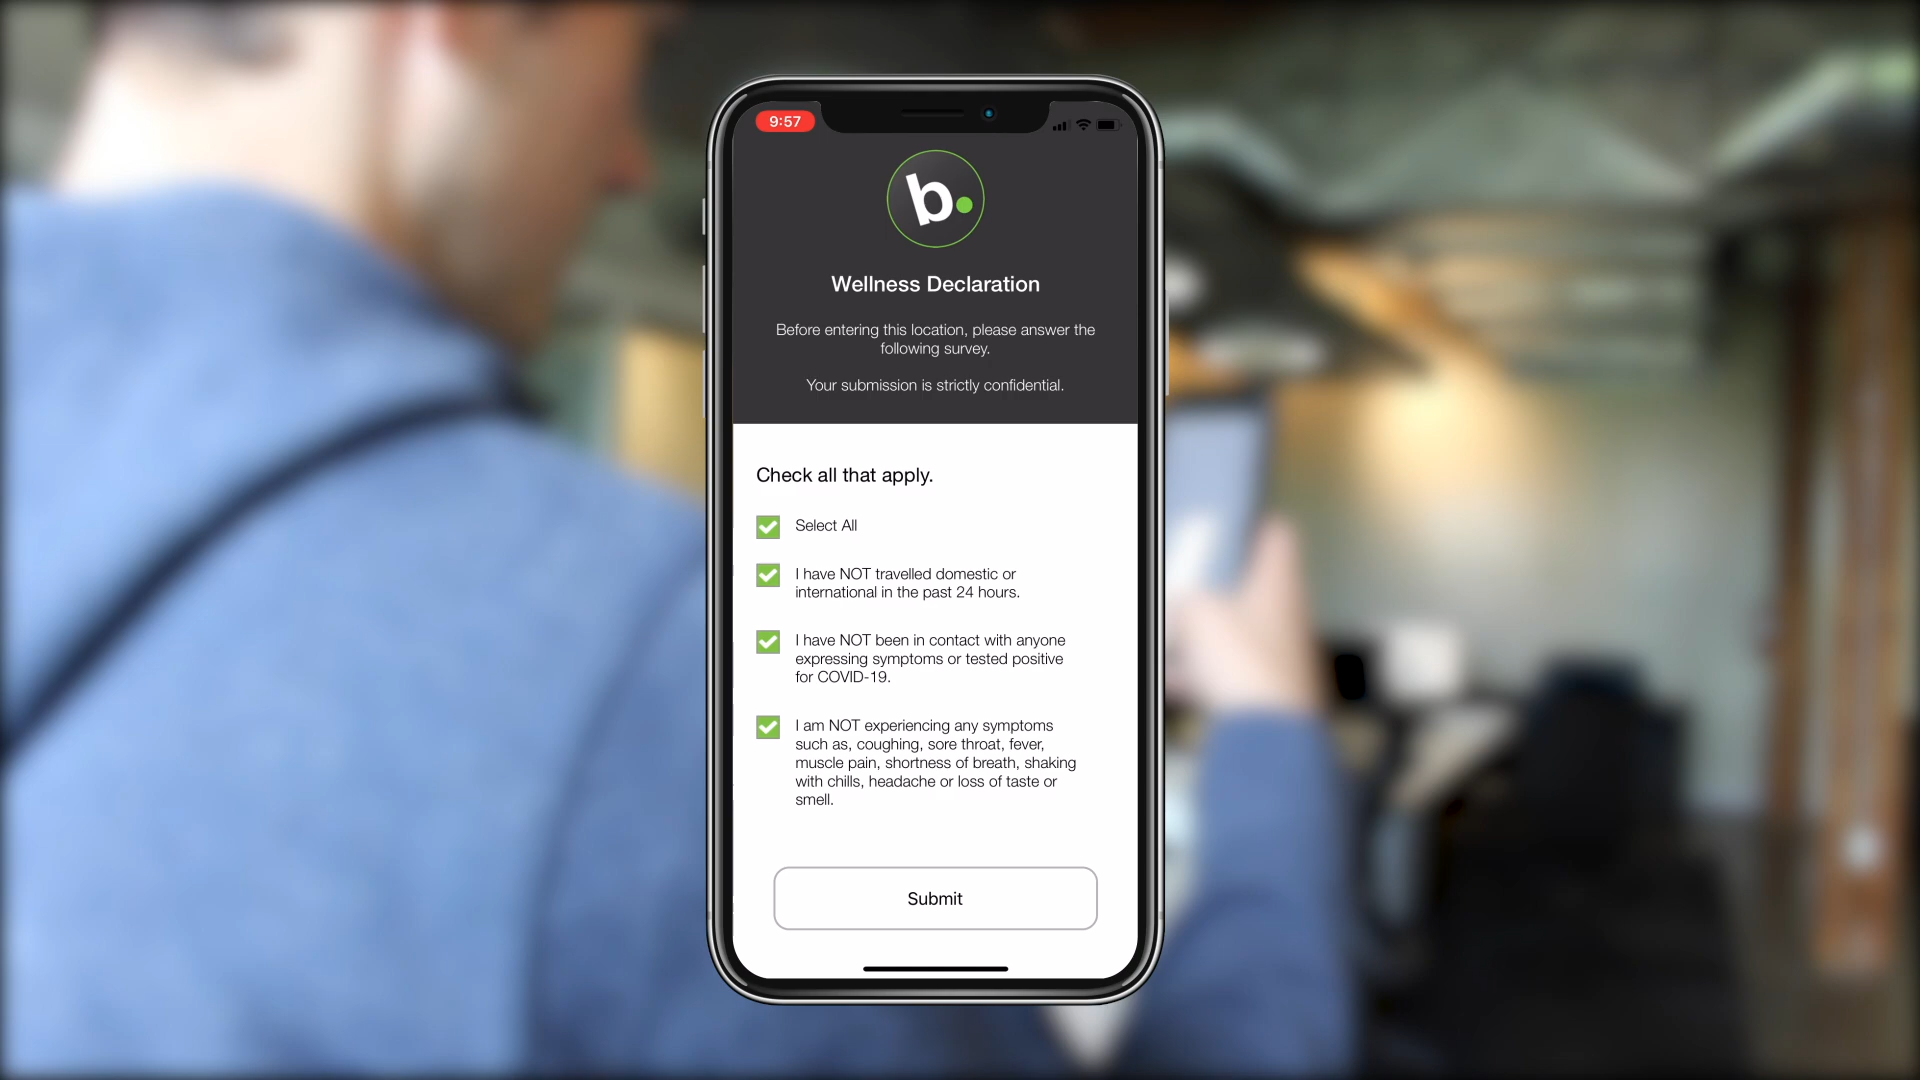 9:57
b.
Wellness Declaration
Before entering this location, please answer the
following survey.
Your submission is strictly confidential.
Check all that apply.
Select All
I have NOT travelled domestic or
international in the past 24 hours.
I have NOT been in contact with anyone
expressing symptoms or tested positive
for COVID-19.
I am NOT experiencing any symptoms
such as, coughing, sore throat, fever,
muscle pain, shortness of breath, shaking
with chills, headache or loss of taste or
smell.
Submit